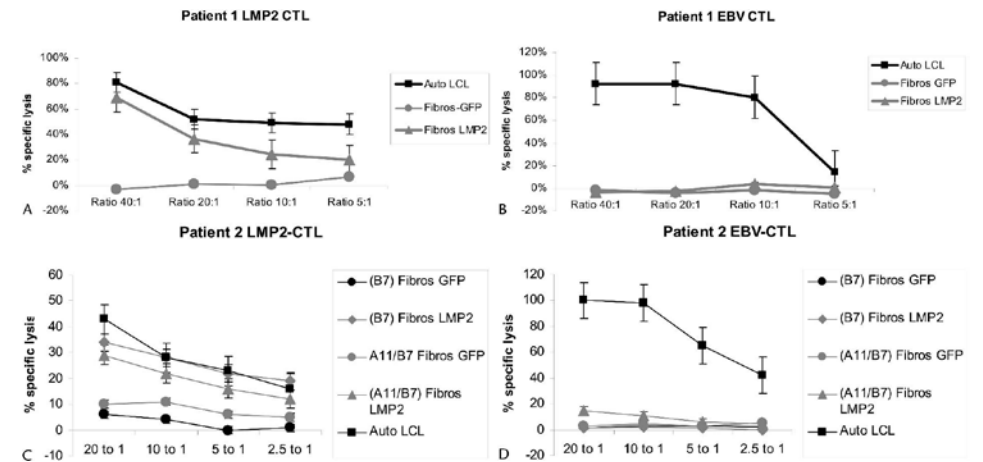 Patient 1 LMP2 CTL
% specific lysis
100%
80%
60%
40%
20%
0%
-20%
Ratio 40:1 Ratio 20:1 Ratio 10:1 Ratio 5:1
Auto LCL
Fibros-GFP
Fibros LMP2
A
Patient 1 EBV CTL
% specific lysis
120%
100%
80%
60%
40%
20%
0%
-20%
Ratio 40:1 Ratio 20:1 Ratio 10:1 Ratio 5:1
Auto LCL
Fibros GFP
Fibros LMP2
B
Patient 2 LMP2-CTL
% specific lysis
60
50
40
30
20
10
0
-10
20 to 1 10 to 1 5 to 1 2.5 to 1
(B7) Fibros GFP
(B7) Fibros LMP2
A11/B7 Fibros GFP
(A11/B7) Fibros
LMP2
Auto LCL
C
Patient 2 EBV-CTL
% specific lysis
120
100
80
60
40
20
0
-20
20 to 1 10 to 1 5 to 1 2.5 to 1
(B7) Fibros GFP
(B7) Fibros LMP2
(A11/B7) Fibros GFP
(A11/B7) Fibros
LMP2
Auto LCL
D